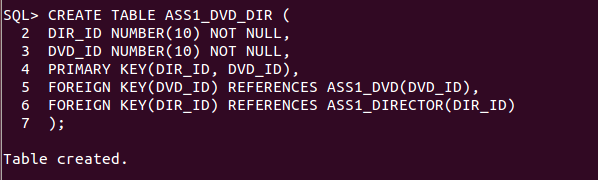 SQL> CREATE TABLE ASS1_DVD_DIR (
  2  DIR_ID NUMBER(10) NOT NULL,
  3  DVD_ID NUMBER(10) NOT NULL,
  4  PRIMARY KEY(DIR_ID, DVD_ID),
  5  FOREIGN KEY(DVD_ID) REFERENCES ASS1_DVD(DVD_ID),
  6  FOREIGN KEY(DIR_ID) REFERENCES ASS1_DIRECTOR(DIR_ID)
  7  );
Table created.